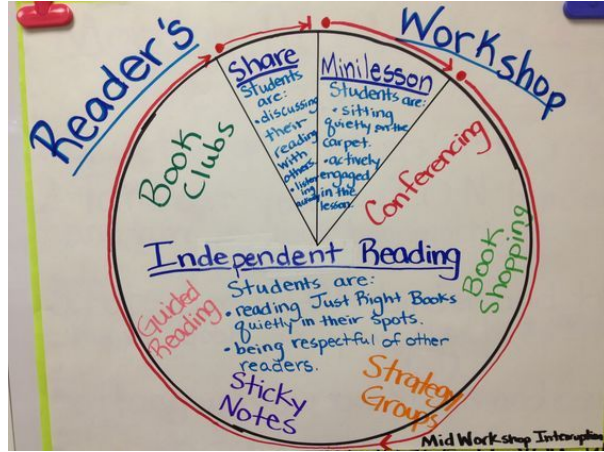 Reader's
Workshop
Share
Students
are:
• discussing
their
reading
with
others.
• listen
ing
Minilesson
Students are:
• sitting
quietly on the
carpet.
• actively
engaged
in the
lesson.
Book
Clubs
Conferencing
Independent Reading
Students are:
• reading Just Right Books
quietly in their spots.
• being respectful of other
readers.
Book
shopping
Guided
Reading
Sticky
Notes
Strategy
Groups
Mid Workshop Interruption